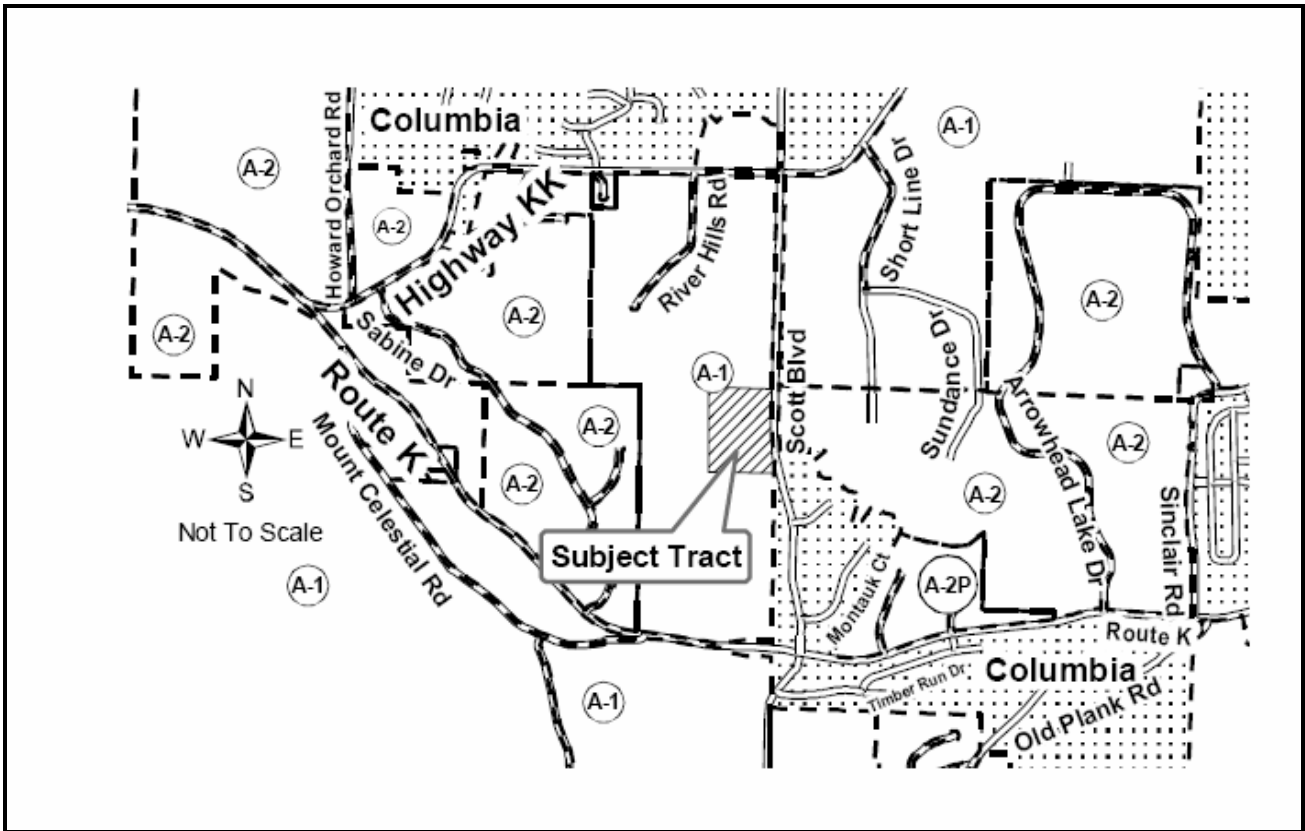 Howard Orchard Rd
Columbia
A-1
A-2
A-2
Highway KK
River Hills Rd
Short Line Dr
A-2
A-2
A-2
Sabine Dr
Scott Blvd
Sundance Dr
A-1
Route K
N
W E
S
Not To Scale
Mount Celestial Rd
A-2
A-2
Arrowhead Lake Dr
A-2
A-2
Sinclair Rd
Subject Tract
A-1
Montauk Ct
A-2P
Route K
Columbia
Timber Run Dr
Old Plank Rd
A-1